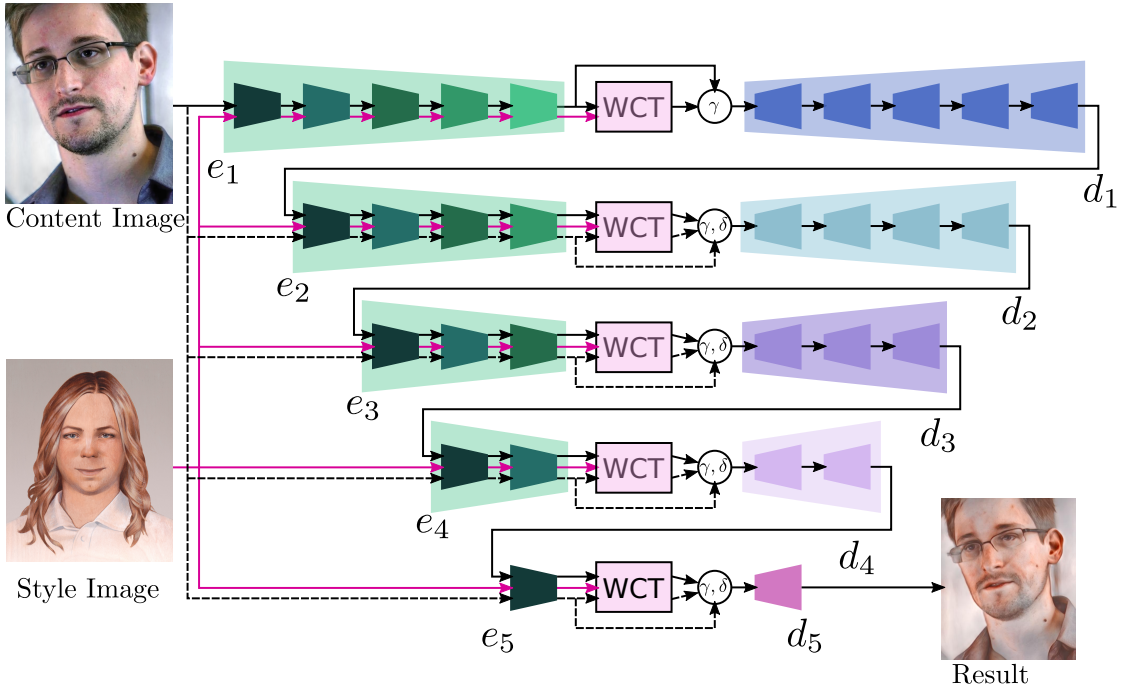 WCT
γ
e1
d1
Content Image
WCT
γ, δ
e2
d2
WCT
γ, δ
e3
d3
WCT
γ, δ
e4
d4
Style Image
WCT
γ, δ
e5
d5
Result